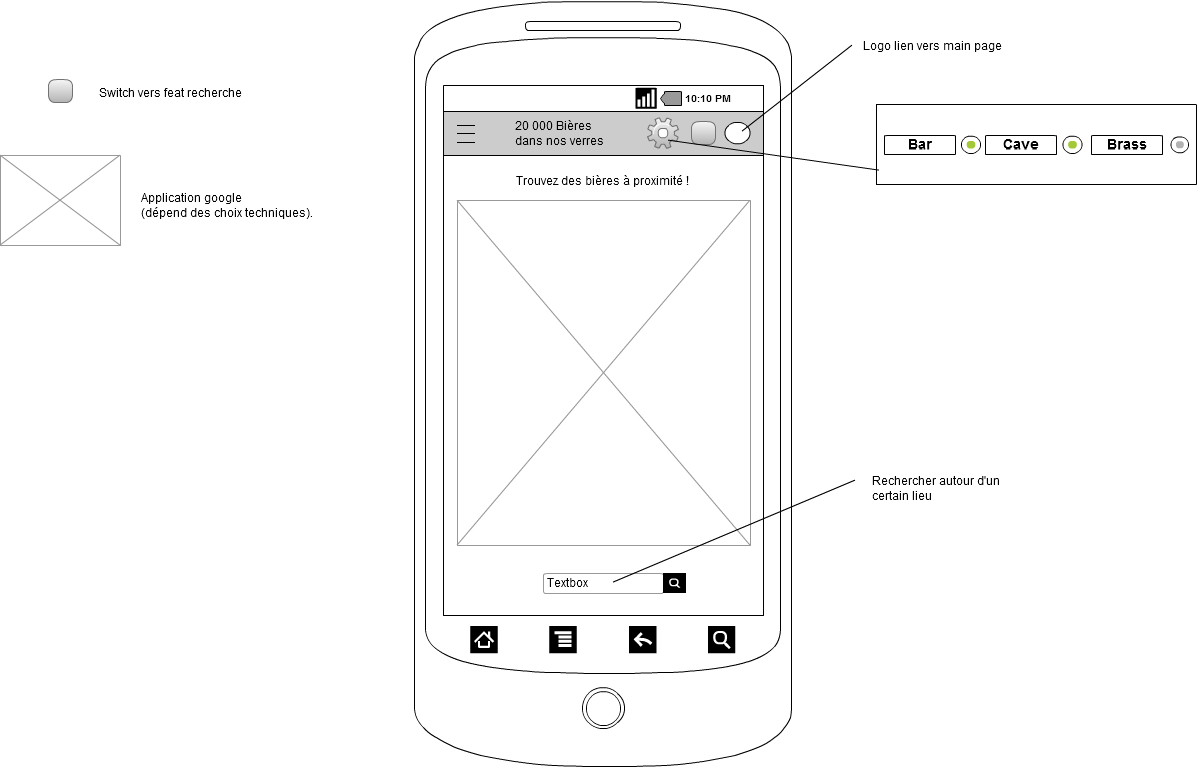 Logo lien vers main page
Switch vers feat recherche
10:10 PM
20 000 Bières
dans nos verres
Bar Cave Brass
Trouvez des bières à proximité !
Application google
(dépend des choix techniques).
Rechercher autour d'un
certain lieu
Textbox